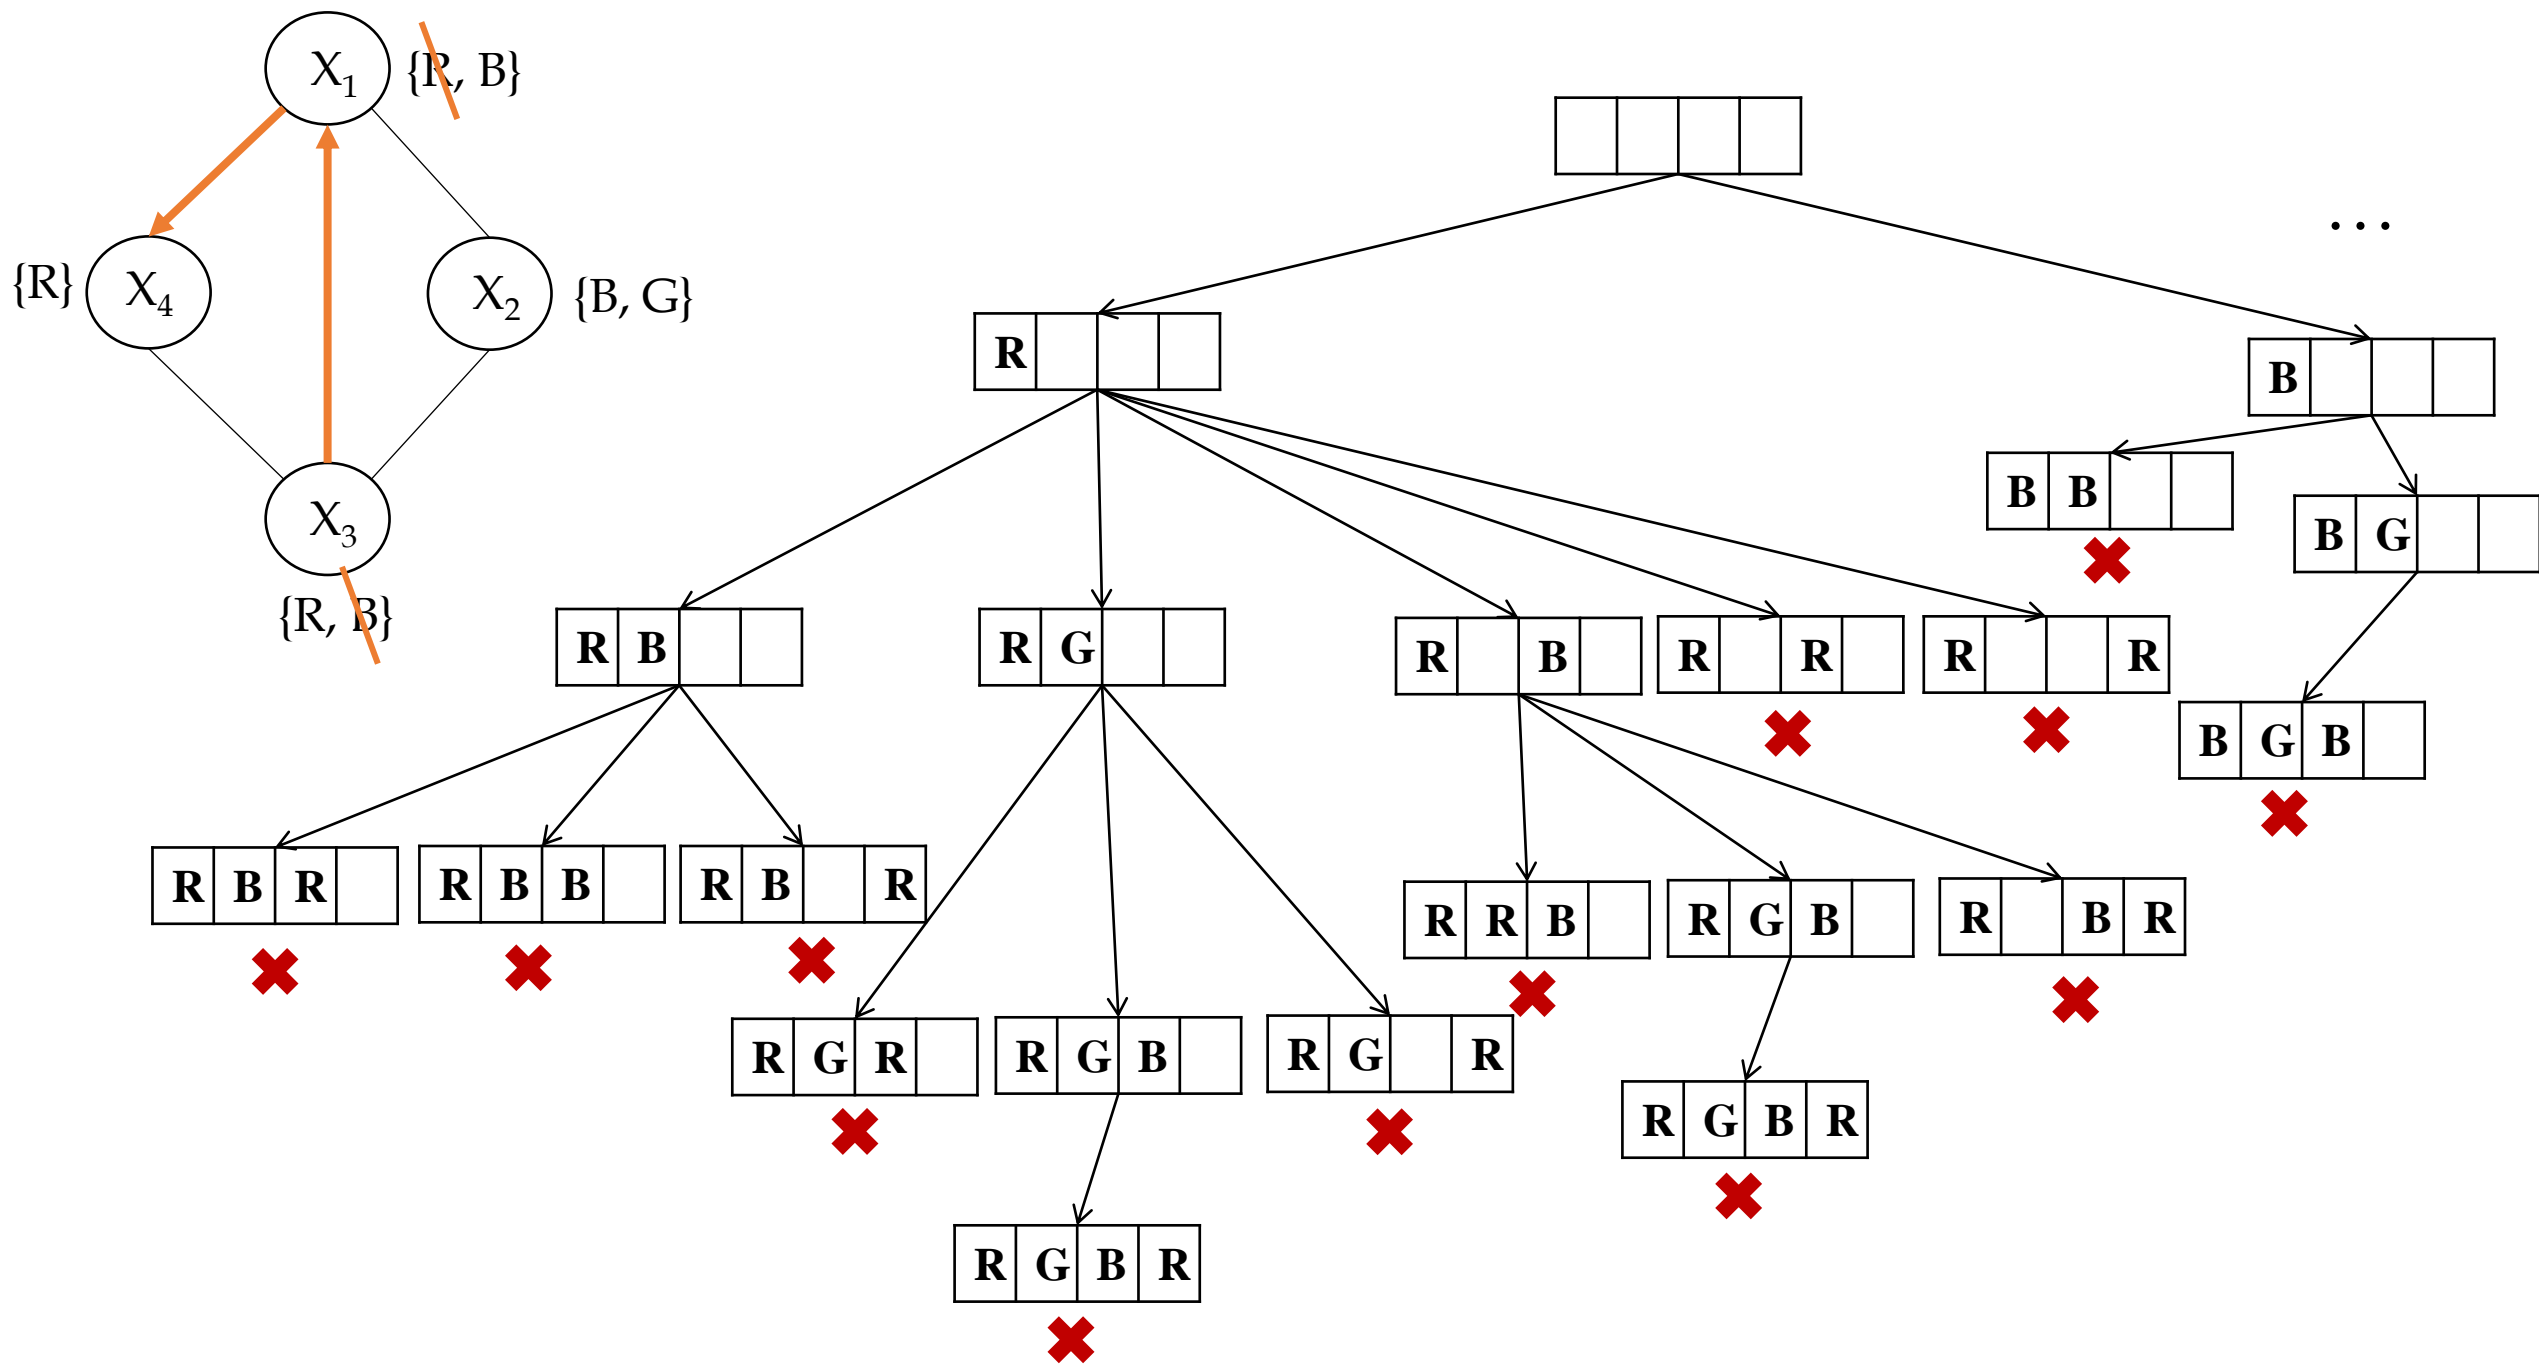 X₁ {R, B}
{R} X₄ X₂ {B, G}
X₃
{R, B}
...
R
B
B B
B G
R B
R G
R B
R R
R R
B G B
R B R
R B B
R B R
R R B
R G B
R B R
R G R
R G B
R G R
R G B R
R G B R